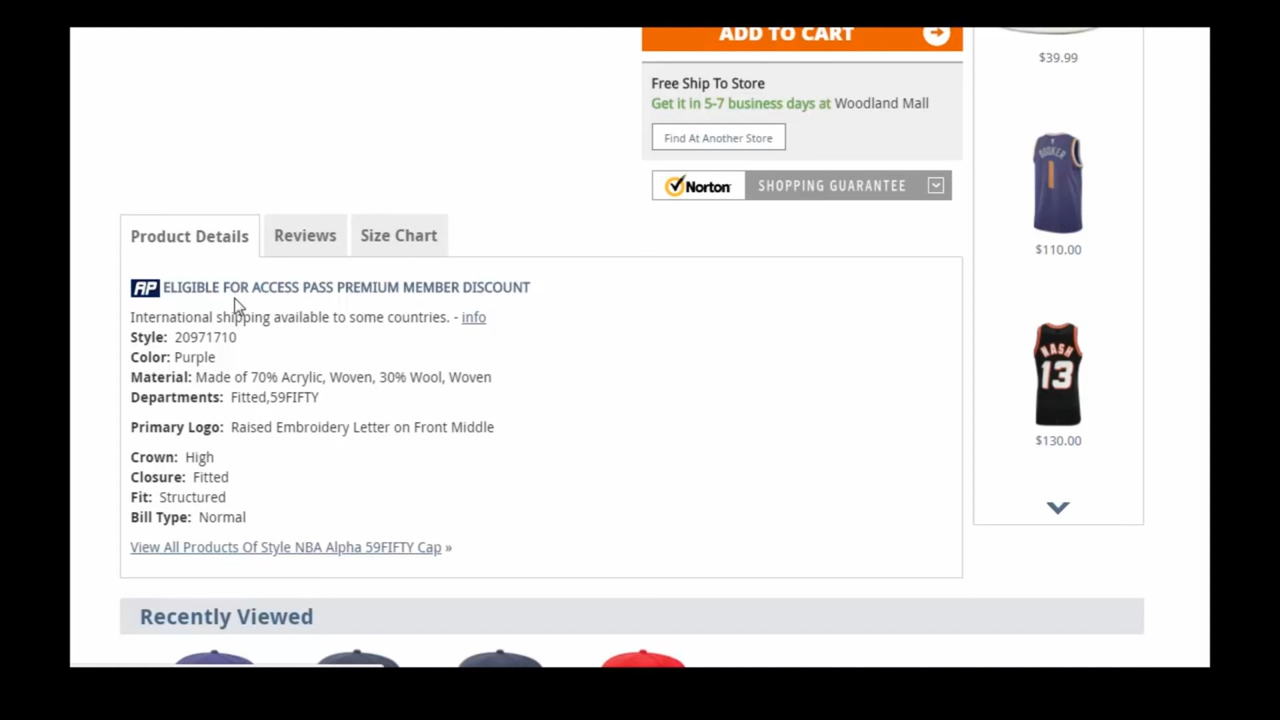 ADD TO CART
$39.99
Free Ship To Store
Get it in 5-7 business days at Woodland Mall
Find At Another Store
Norton
SHOPPING GUARANTEE
BOOKER
1
$110.00
NASH
13
$130.00
Product Details
Reviews
Size Chart
AP ELIGIBLE FOR ACCESS PASS PREMIUM MEMBER DISCOUNT
International shipping available to some countries. - info
Style: 20971710
Color: Purple
Material: Made of 70% Acrylic, Woven, 30% Wool, Woven
Departments: Fitted,59FIFTY
Primary Logo: Raised Embroidery Letter on Front Middle
Crown: High
Closure: Fitted
Fit: Structured
Bill Type: Normal
View All Products Of Style NBA Alpha 59FIFTY Cap »
Recently Viewed